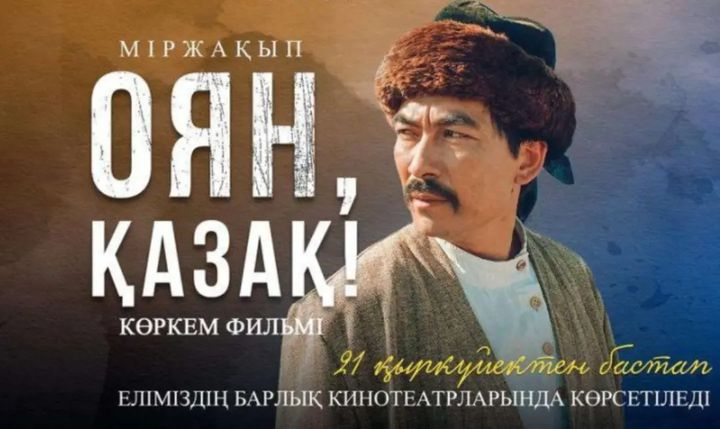 МІРЖАҚЫП
ОЯН,
ҚАЗАҚ!
КӨРКЕМ ФИЛЬМІ
21 қыркүйектен бастап
ЕЛІМІЗДІҢ БАРЛЫҚ КИНОТЕАТРЛАРЫНДА КӨРСЕТІЛЕДІ